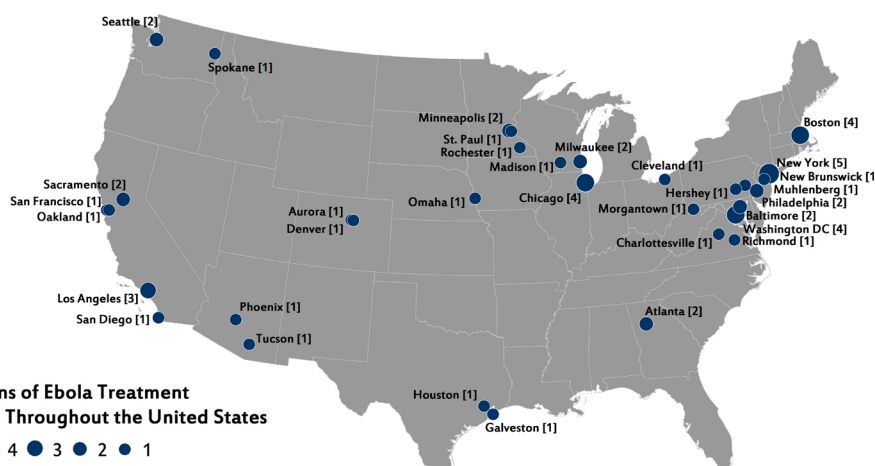 Seattle [2]
Spokane [1]
Minneapolis [2]
St. Paul [1]
Rochester [1]
Milwaukee [2]
Madison [1]
Chicago [4]
Cleveland [1]
Boston [4]
New York [5]
New Brunswick [1
Muhlenberg [1]
Hershey [1]
Philadelphia [2]
Baltimore [2]
Morgantown [1]
Washington DC [4]
Charlottesville [1]
Richmond [1]
Sacramento [2]
San Francisco [1]
Oakland [1]
Aurora [1]
Denver [1]
Omaha [1]
Los Angeles [3]
San Diego [1]
Phoenix [1]
Tucson [1]
Atlanta [2]
Houston [1]
Galveston [1]
of Ebola Treatment
Throughout the United States
4 3 2 1